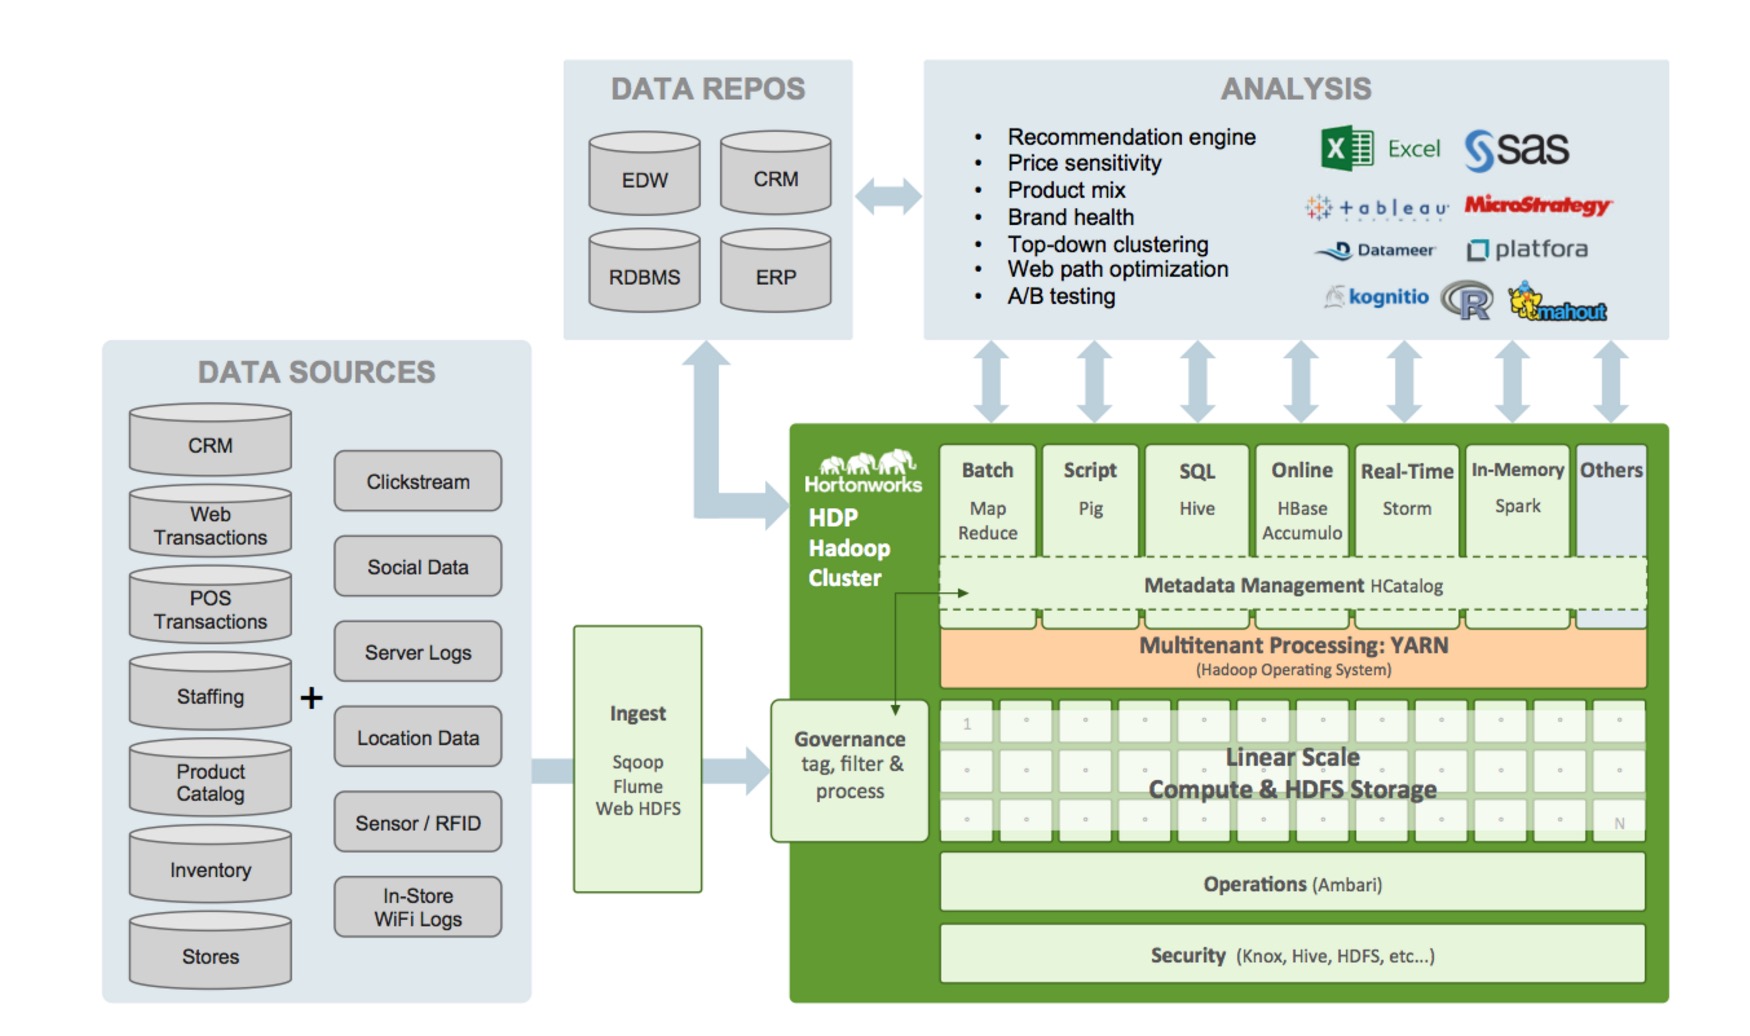 DATA REPOS
EDW
CRM
RDBMS
ERP
ANALYSIS
• Recommendation engine
• Price sensitivity
• Product mix
• Brand health
• Top-down clustering
• Web path optimization
• A/B testing
Excel
sas
+ableau
MicroStrategy
Datameer
platfora
kognitio
R
mahout
DATA SOURCES
CRM
Web
Transactions
POS
Transactions
Staffing
Product
Catalog
Inventory
Stores
+
Clickstream
Social Data
Server Logs
Location Data
Sensor / RFID
In-Store
WiFi Logs
Ingest
Sqoop
Flume
Web HDFS
Hortonworks
HDP
Hadoop
Cluster
Governance
tag, filter &
process
Batch
Map
Reduce
Script
Pig
SQL
Hive
Online
HBase
Accumulo
Real-Time
Storm
In-Memory
Spark
Others
Metadata Management HCatalog
Multitenant Processing: YARN
(Hadoop Operating System)
1
Linear Scale
Compute & HDFS Storage
N
Operations (Ambari)
Security (Knox, Hive, HDFS, etc...)